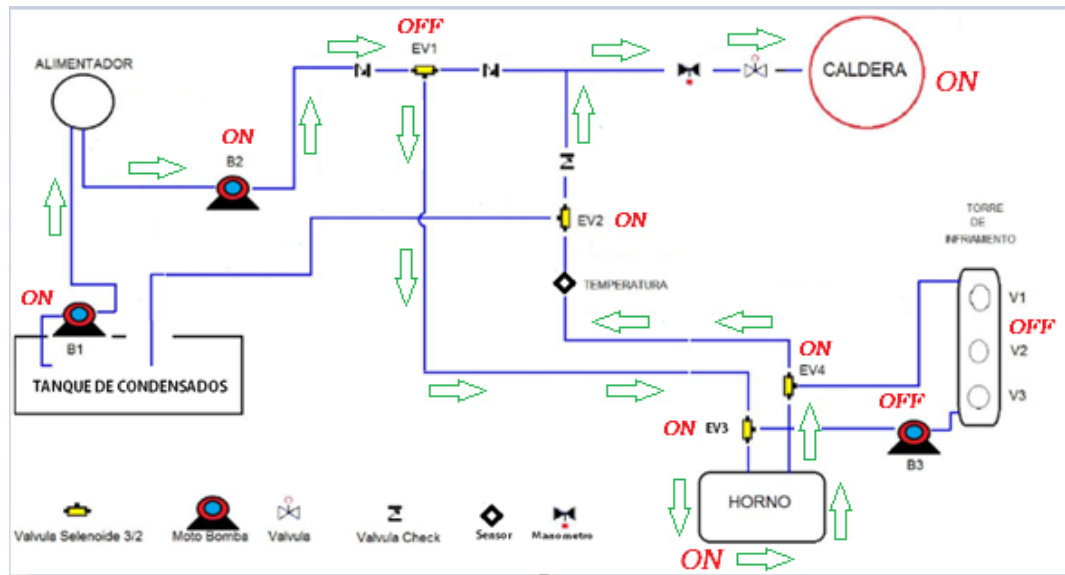 OFF
EV1
ALIMENTADOR
CALDERA
ON
ON
B2
EV2
ON
TORRE
DE
INFRIAMENTO
TEMPERATURA
V1
OFF
V2
V3
ON
B1
TANQUE DE CONDENSADOS
ON
EV4
OFF
ON
EV3
B3
HORNO
ON
Valvula Selenoide 3/2
Moto Bomba
Valvula
Valvula Check
Sensor
Manometro